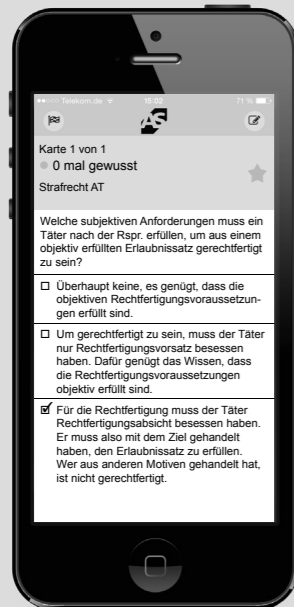 Telekom.de 15:02 71 %
AS
Karte 1 von 1
0 mal gewusst
Strafrecht AT
Welche subjektiven Anforderungen muss ein
Täter nach der Rspr. erfüllen, um aus einem
objektiv erfüllten Erlaubnissatz gerechtfertigt
zu sein?
Überhaupt keine, es genügt, dass die
objektiven Rechtfertigungsvoraussetzun-
gen erfüllt sind.
Um gerechtfertigt zu sein, muss der Täter
nur Rechtfertigungsvorsatz besessen
haben. Dafür genügt das Wissen, dass
die Rechtfertigungsvoraussetzungen
objektiv erfüllt sind.
Für die Rechtfertigung muss der Täter
Rechtfertigungsabsicht besessen haben.
Er muss also mit dem Ziel gehandelt
haben, den Erlaubnissatz zu erfüllen.
Wer aus anderen Motiven gehandelt hat,
ist nicht gerechtfertigt.